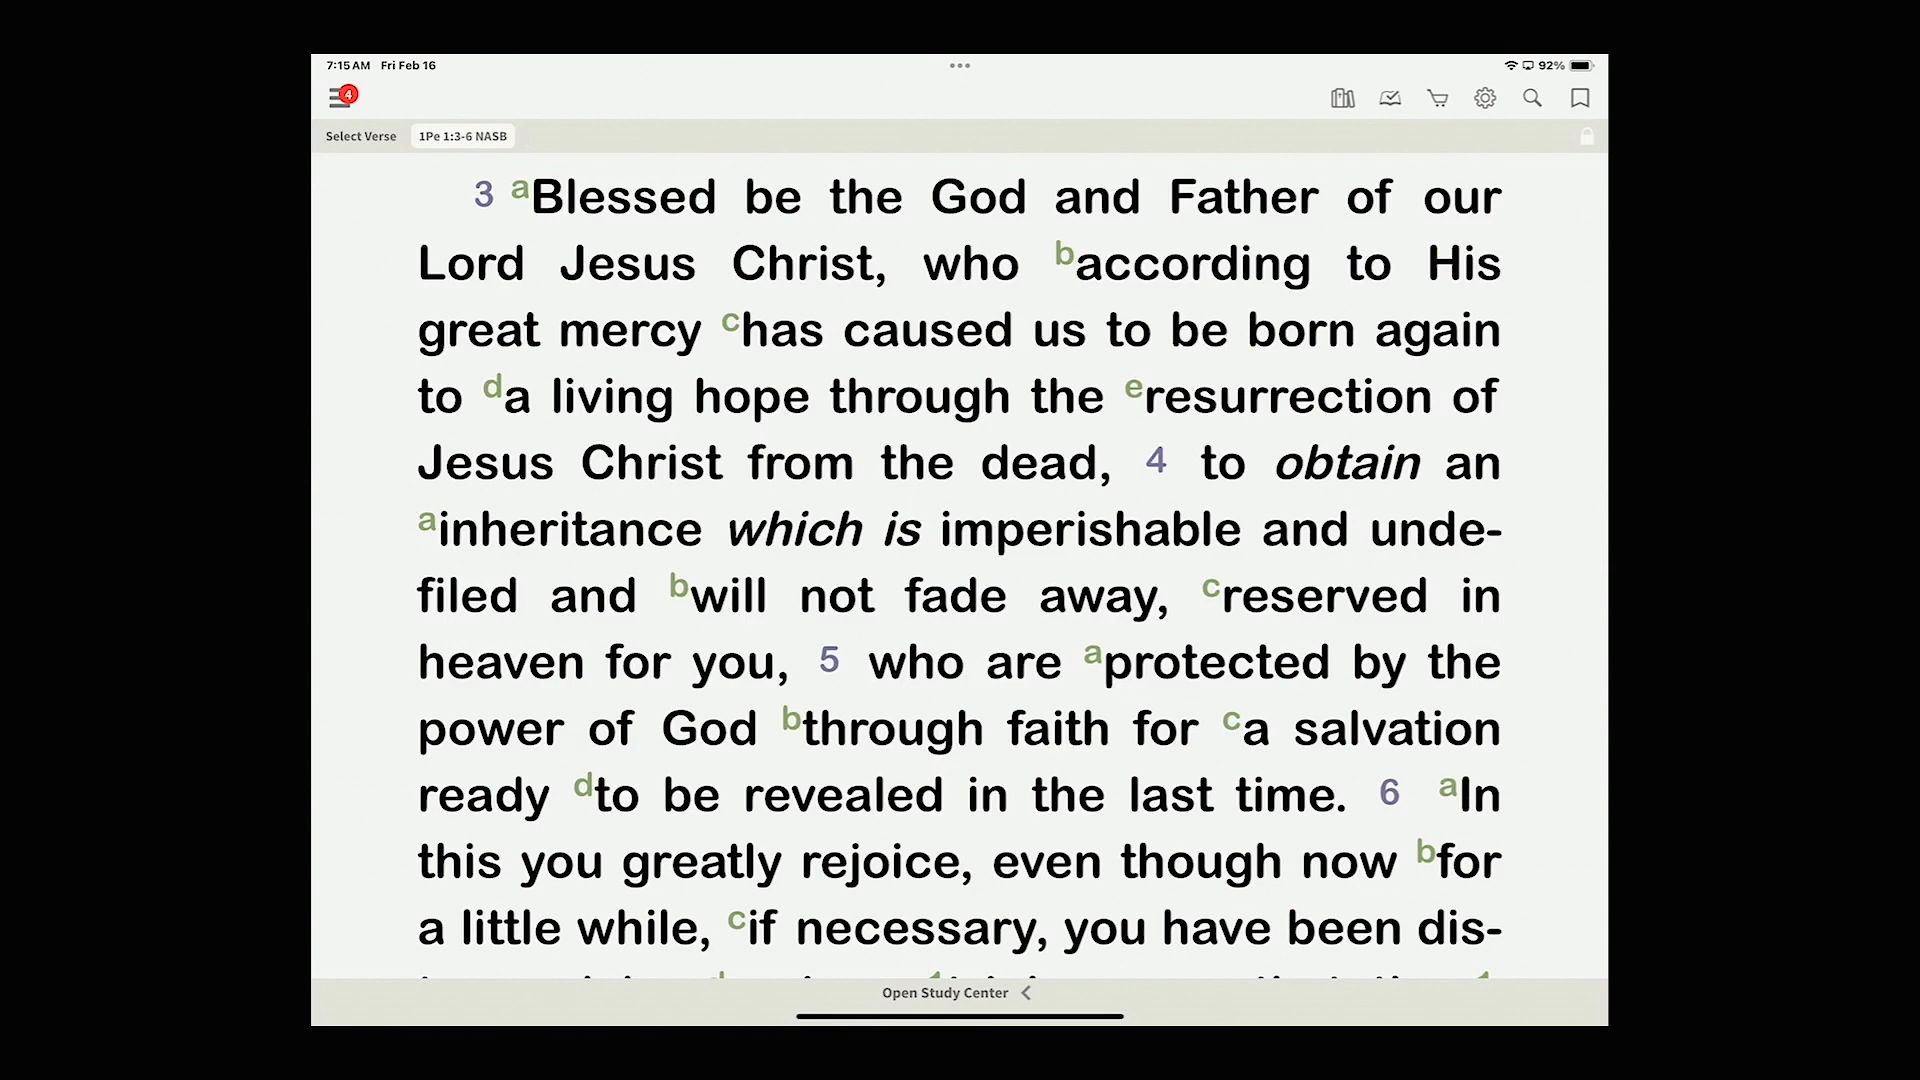 7:15 AM Fri Feb 16
92%
4
Select Verse 1Pe 1:3-6 NASB
3 aBlessed be the God and Father of our
Lord Jesus Christ, who baccording to His
great mercy chas caused us to be born again
to da living hope through the eresurrection of
Jesus Christ from the dead, 4 to obtain an
ainheritance which is imperishable and unde-
filed and bwill not fade away, creserved in
heaven for you, 5 who are aprotected by the
power of God bthrough faith for ca salvation
ready dto be revealed in the last time. 6 aIn
this you greatly rejoice, even though now bfor
a little while, cif necessary, you have been dis-
Open Study Center